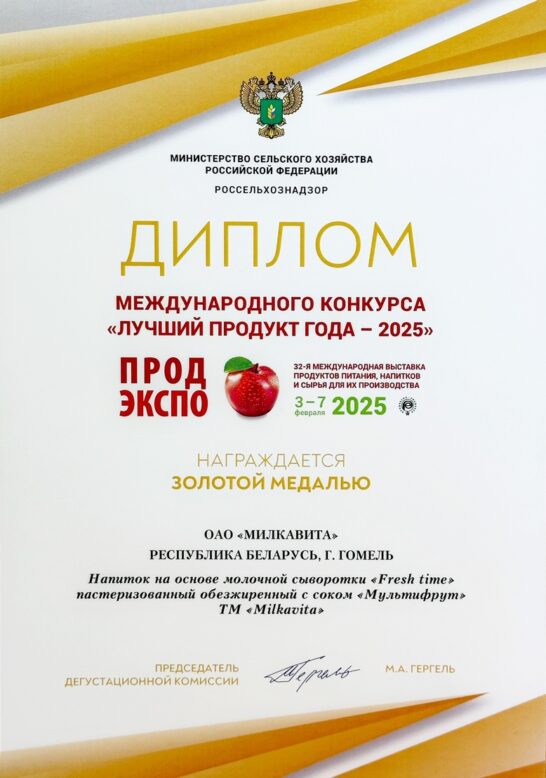 МИНИСТЕРСТВО СЕЛЬСКОГО ХОЗЯЙСТВА
РОССИЙСКОЙ ФЕДЕРАЦИИ
РОССЕЛЬХОЗНАДЗОР
ДИПЛОМ
МЕЖДУНАРОДНОГО КОНКУРСА
«ЛУЧШИЙ ПРОДУКТ ГОДА – 2025»
ПРОД
ЭКСПО
32-Я МЕЖДУНАРОДНАЯ ВЫСТАВКА
ПРОДУКТОВ ПИТАНИЯ, НАПИТКОВ
И СЫРЬЯ ДЛЯ ИХ ПРОИЗВОДСТВА
3–7
февраля
2025
НАГРАЖДАЕТСЯ
ЗОЛОТОЙ МЕДАЛЬЮ
ОАО «МИЛКАВИТА»
РЕСПУБЛИКА БЕЛАРУСЬ, Г. ГОМЕЛЬ
Напиток на основе молочной сыворотки «Fresh time»
пастеризованный обезжиренный с соком «Мультифрут»
ТМ «Milkavita»
ПРЕДСЕДАТЕЛЬ
ДЕГУСТАЦИОННОЙ КОМИССИИ
М.А. ГЕРГЕЛЬ